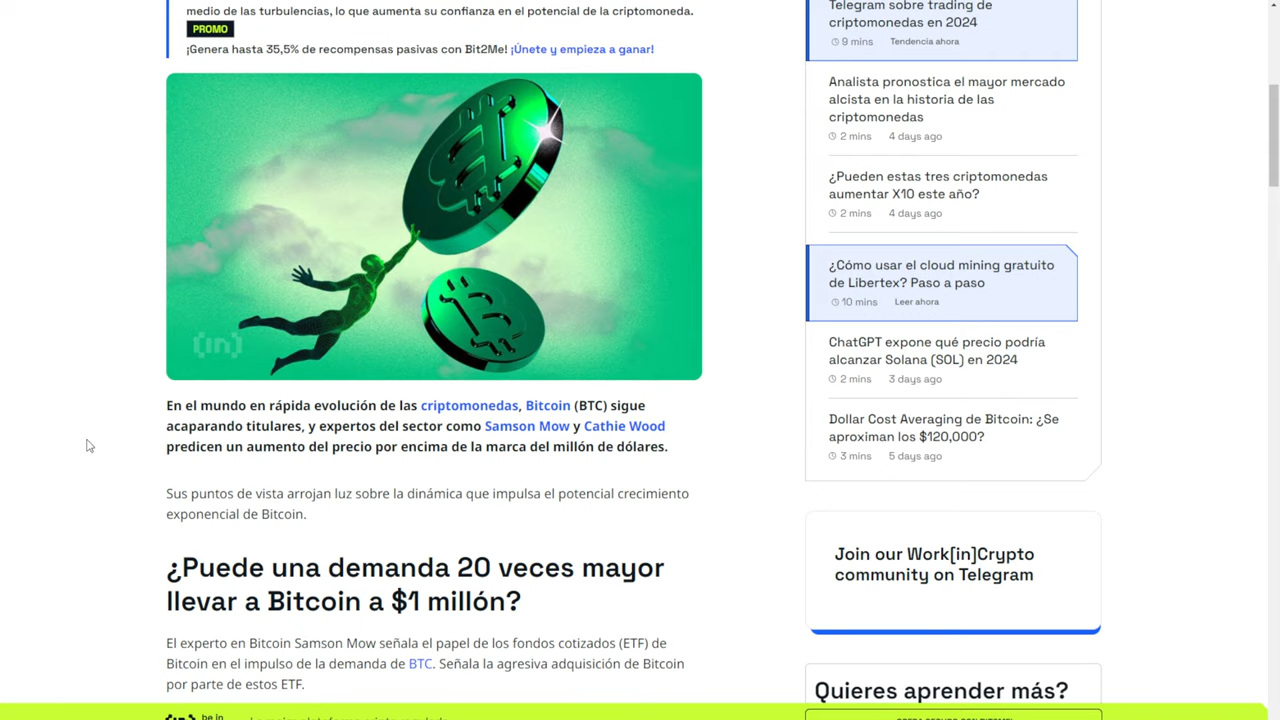 medio de las turbulencias, lo que aumenta su confianza en el potencial de la criptomoneda.
PROMO
¡Genera hasta 35,5% de recompensas pasivas con Bit2Me! ¡Únete y empieza a ganar!
[in]
En el mundo en rápida evolución de las criptomonedas, Bitcoin (BTC) sigue
acaparando titulares, y expertos del sector como Samson Mow y Cathie Wood
predicen un aumento del precio por encima de la marca del millón de dólares.
Sus puntos de vista arrojan luz sobre la dinámica que impulsa el potencial crecimiento
exponencial de Bitcoin.
¿Puede una demanda 20 veces mayor
llevar a Bitcoin a $1 millón?
El experto en Bitcoin Samson Mow señala el papel de los fondos cotizados (ETF) de
Bitcoin en el impulso de la demanda de BTC. Señala la agresiva adquisición de Bitcoin
por parte de estos ETF.
Telegram sobre trading de
criptomonedas en 2024
9 mins Tendencia ahora
Analista pronostica el mayor mercado
alcista en la historia de las
criptomonedas
2 mins 4 days ago
¿Pueden estas tres criptomonedas
aumentar X10 este año?
2 mins 4 days ago
¿Cómo usar el cloud mining gratuito
de Libertex? Paso a paso
10 mins Leer ahora
ChatGPT expone qué precio podría
alcanzar Solana (SOL) en 2024
2 mins 3 days ago
Dollar Cost Averaging de Bitcoin: ¿Se
aproximan los $120,000?
3 mins 5 days ago
Join our Work[in]Crypto
community on Telegram
Quieres aprender más?
be in